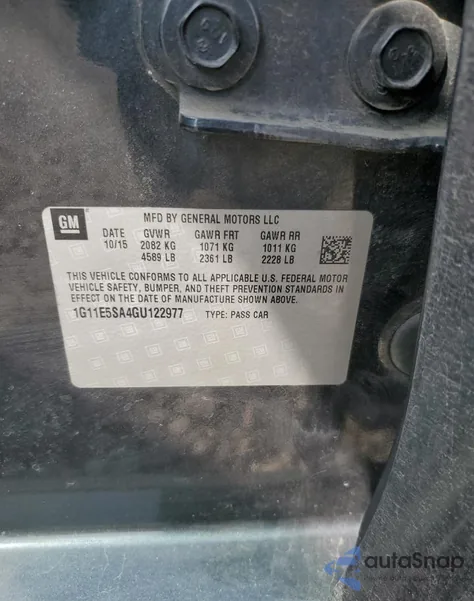 GM
MFD BY GENERAL MOTORS LLC
DATE GVWR GAWR FRT GAWR RR
10/15 2082 KG 1071 KG 1011 KG
4589 LB 2361 LB 2228 LB
THIS VEHICLE CONFORMS TO ALL APPLICABLE U.S. FEDERAL MOTOR
VEHICLE SAFETY, BUMPER, AND THEFT PREVENTION STANDARDS IN
EFFECT ON THE DATE OF MANUFACTURE SHOWN ABOVE.
1G11E5SA4GU122977 TYPE: PASS CAR
autoSnap